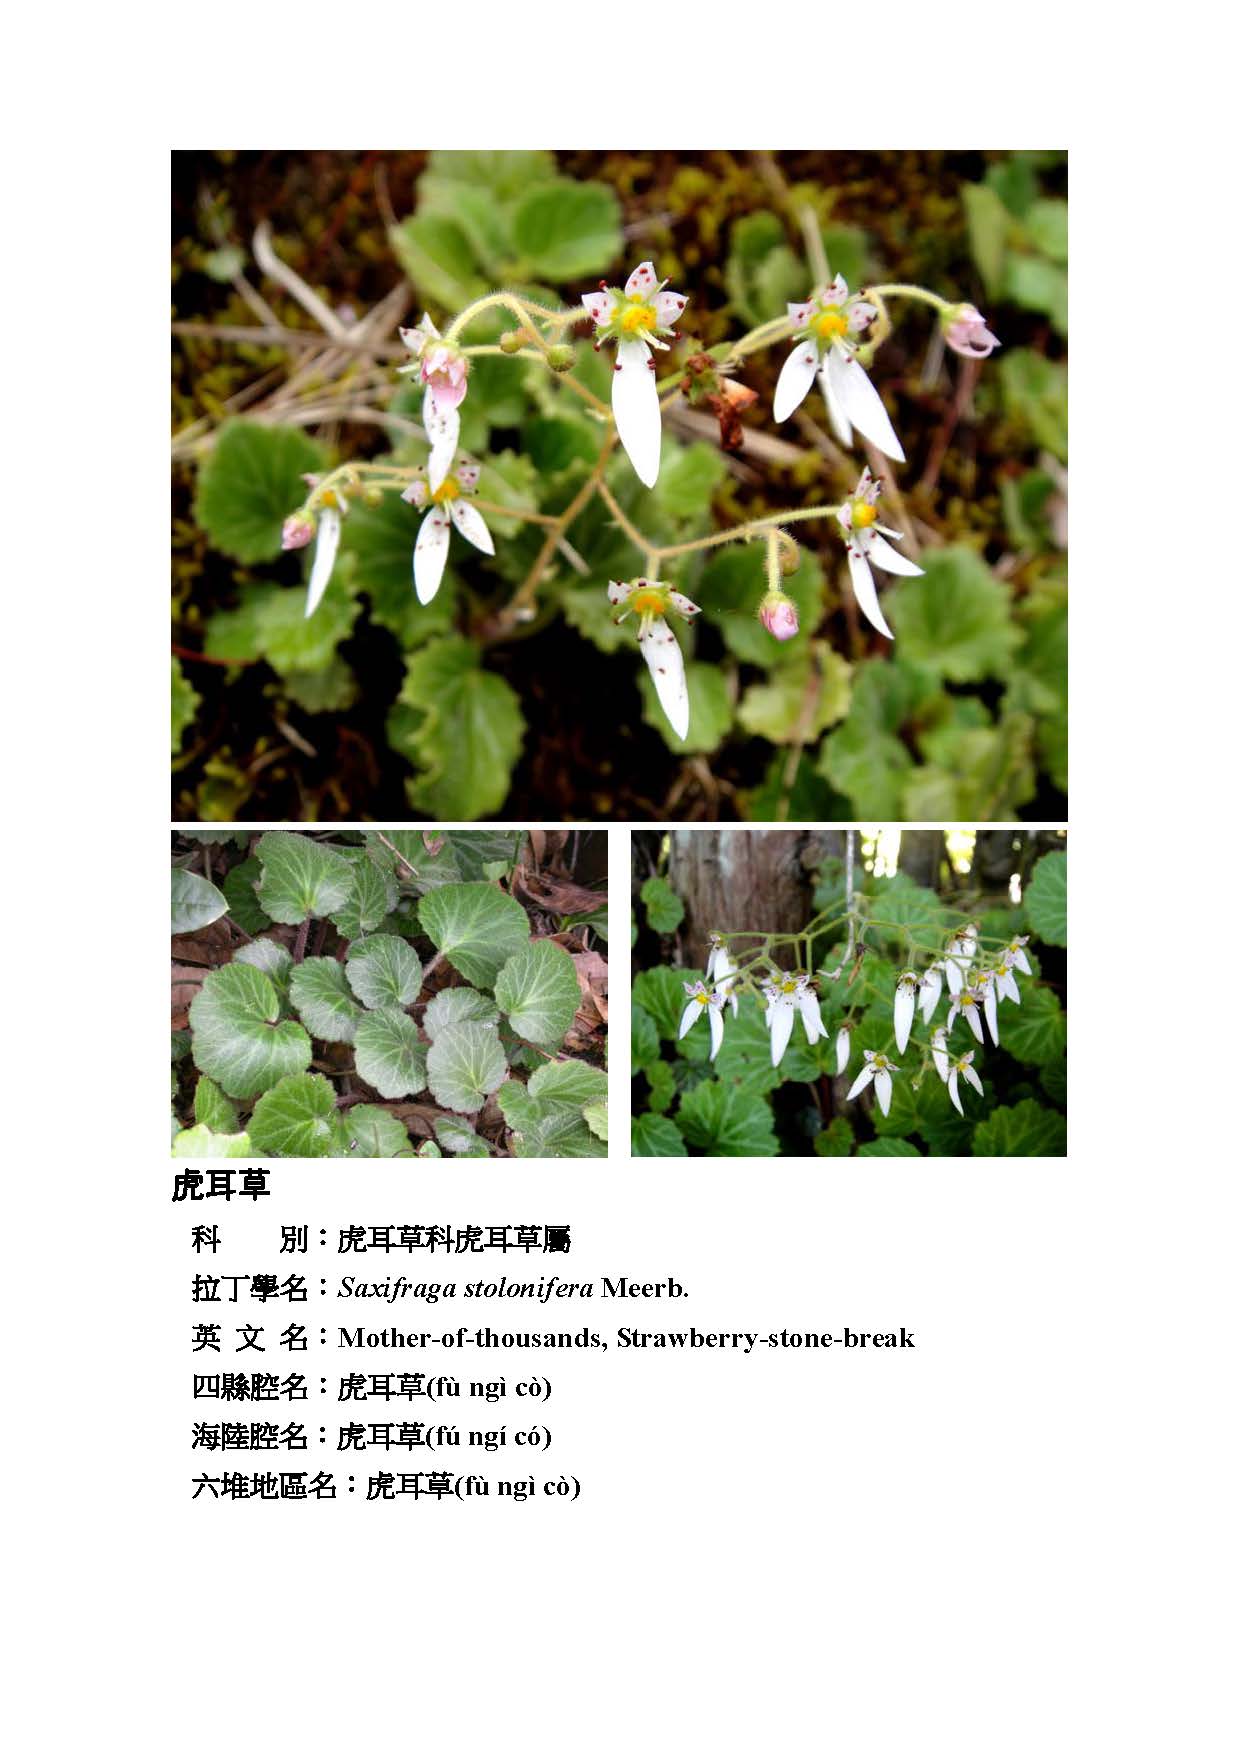 虎耳草
科　　別：虎耳草科虎耳草屬
拉丁學名：Saxifraga stolonifera Meerb.
英 文 名：Mother-of-thousands, Strawberry-stone-break
四縣腔名：虎耳草(fù ngì cò)
海陸腔名：虎耳草(fú ngí có)
六堆地區名：虎耳草(fù ngì cò)